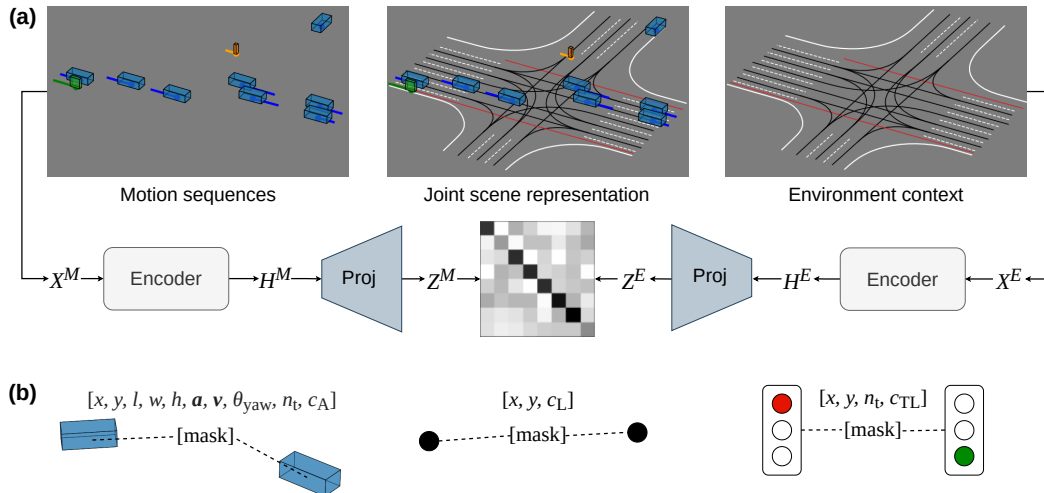 (a)
Motion sequences
Joint scene representation
Environment context
X^M Encoder H^M Proj Z^M Z^E Proj H^E Encoder X^E
(b)
[x, y, l, w, h, a, v, θ_yaw, n_t, c_A]
[x, y, c_L]
[x, y, n_t, c_TL]
[mask]
[mask]
[mask]